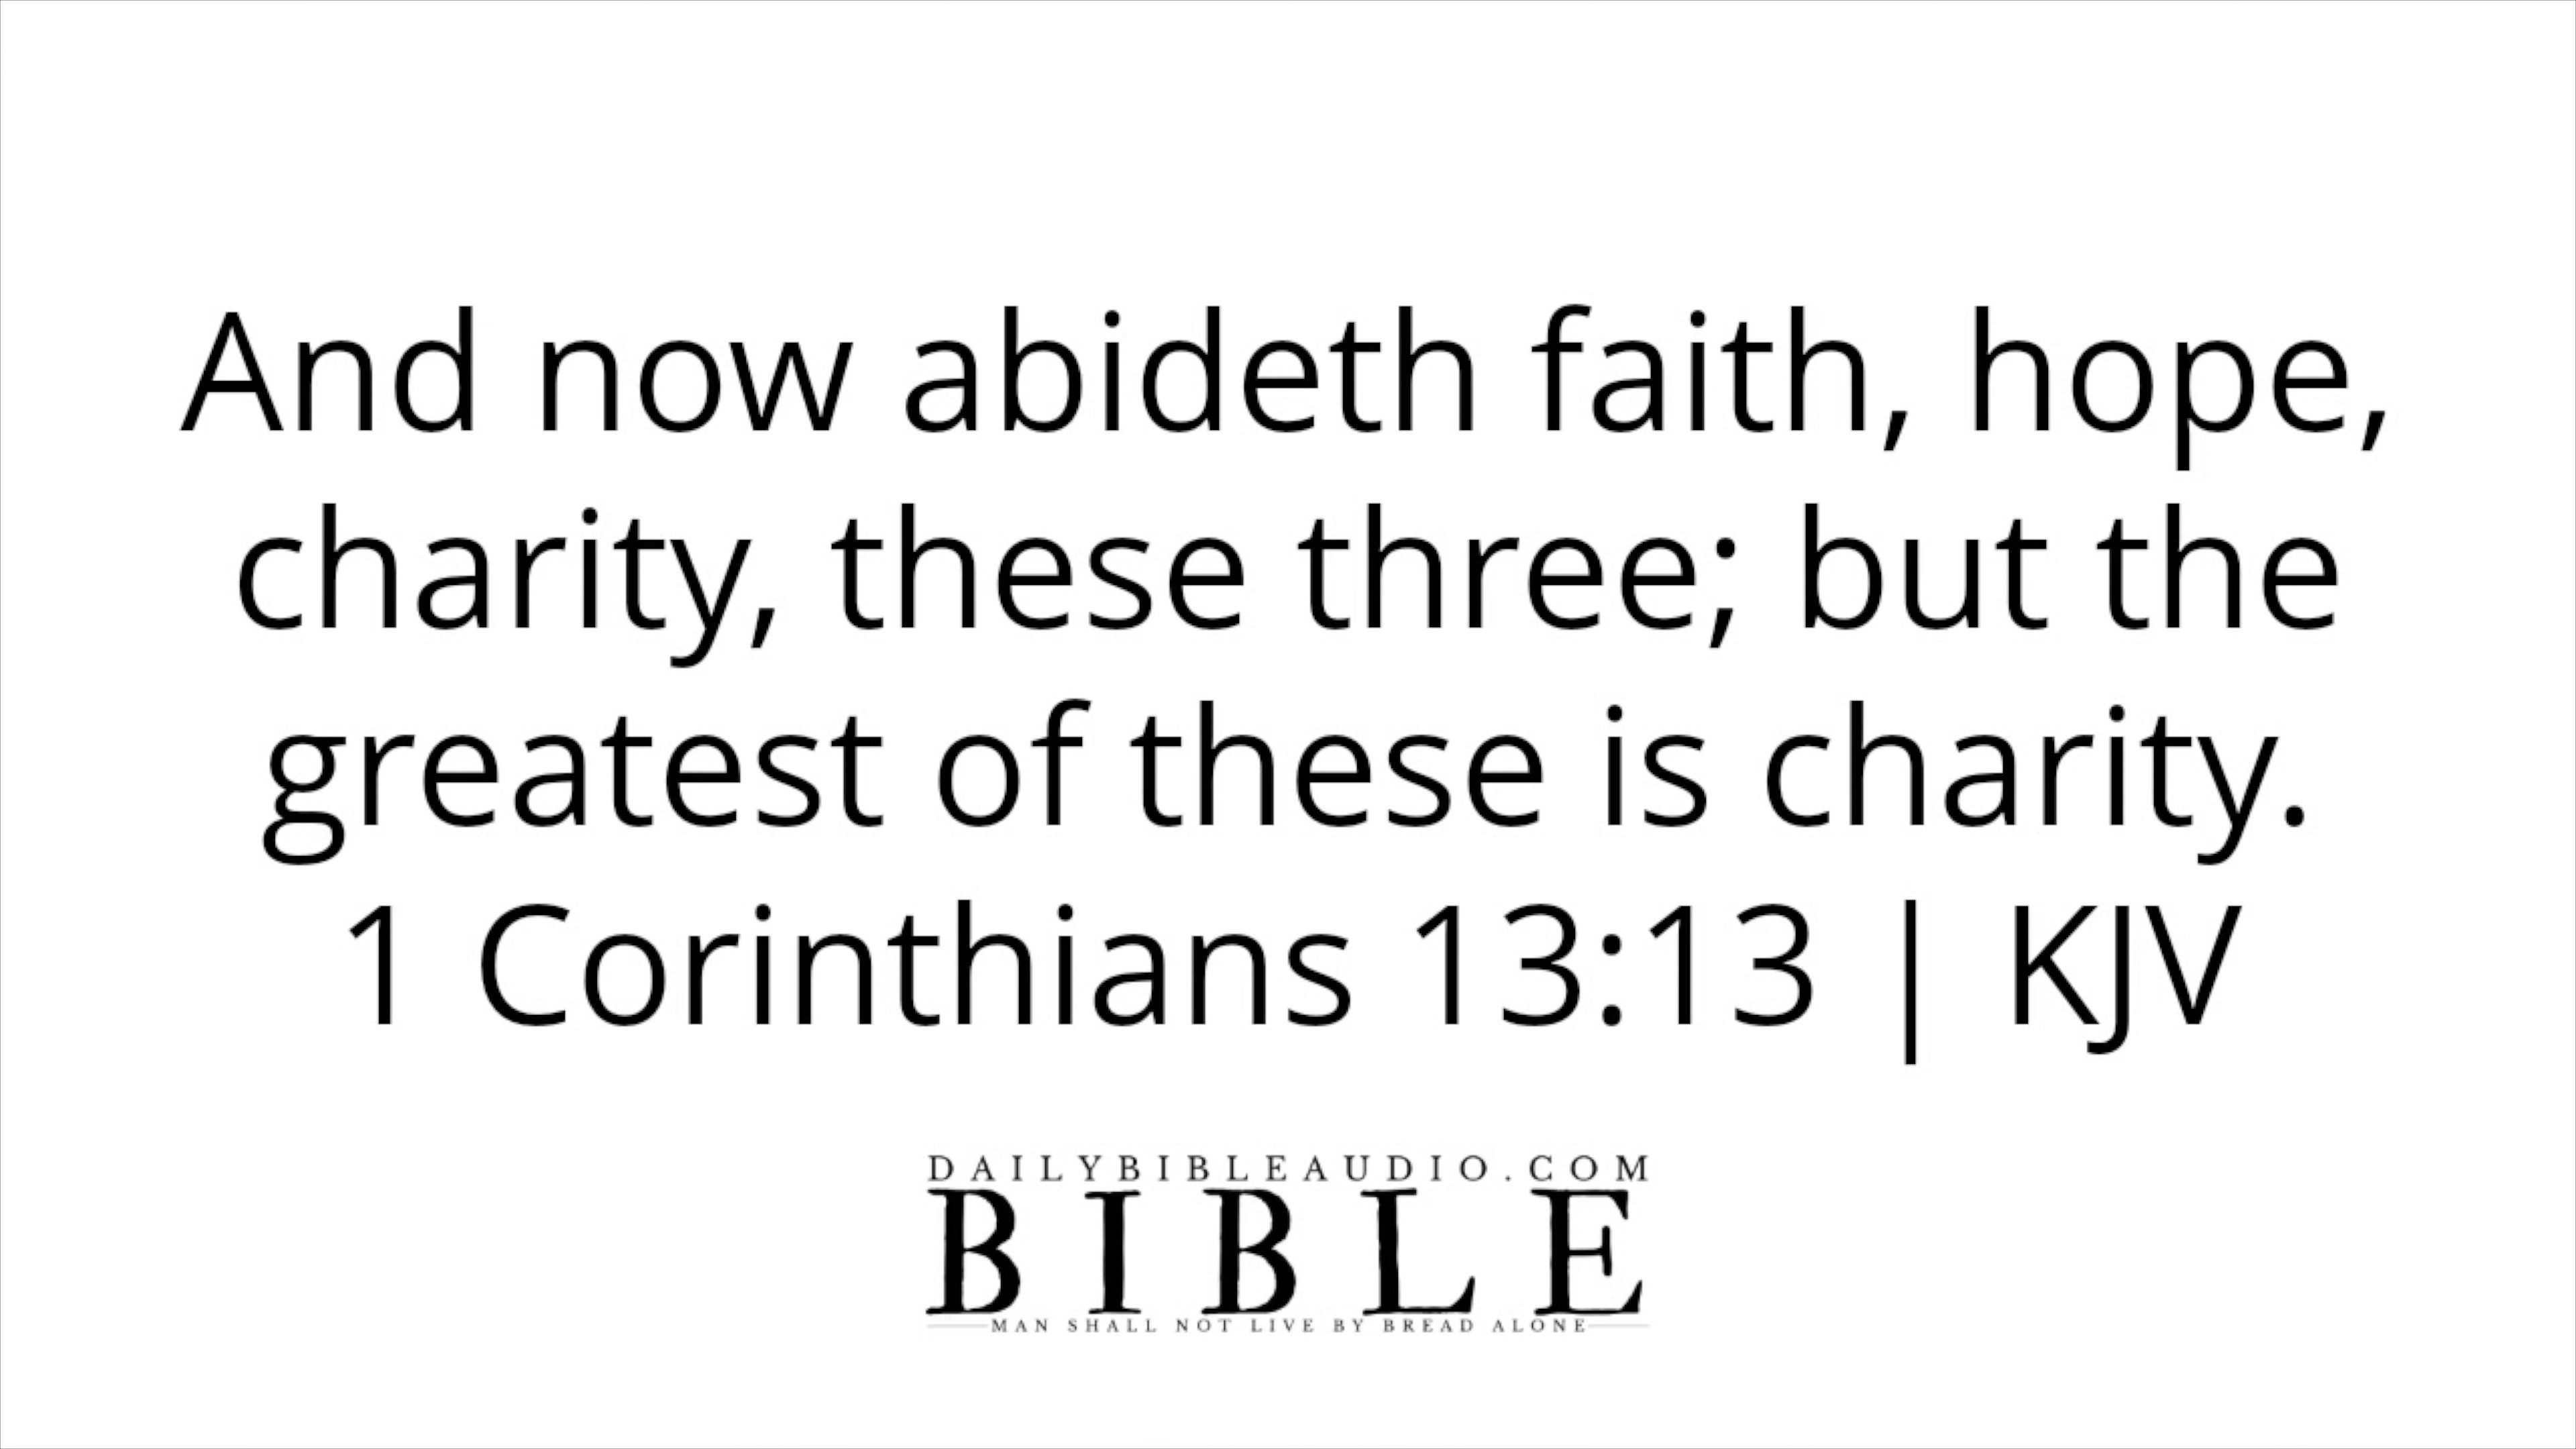 And now abideth faith, hope,
charity, these three; but the
greatest of these is charity.
1 Corinthians 13:13 | KJV
DAILYBIBLEAUDIO.COM
BIBLE
MAN SHALL NOT LIVE BY BREAD ALONE